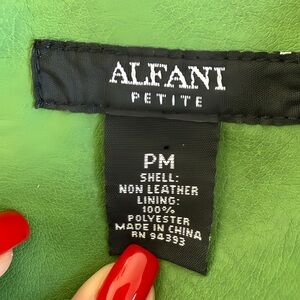 ALFANI
PETITE
PM
SHELL:
NON LEATHER
LINING:
100%
POLYESTER
MADE IN CHINA
RN 94393